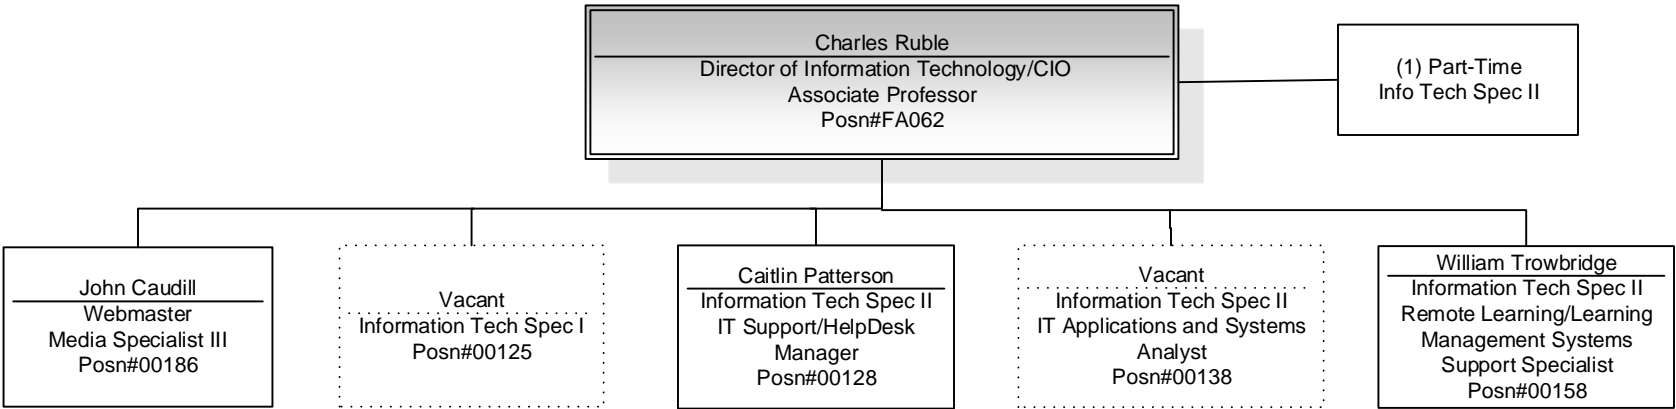 Charles Ruble
Director of Information Technology/CIO
Associate Professor
Posn#FA062
(1) Part-Time
Info Tech Spec II
John Caudill
Webmaster
Media Specialist III
Posn#00186
Vacant
Information Tech Spec I
Posn#00125
Caitlin Patterson
Information Tech Spec II
IT Support/HelpDesk
Manager
Posn#00128
Vacant
Information Tech Spec II
IT Applications and Systems
Analyst
Posn#00138
William Trowbridge
Information Tech Spec II
Remote Learning/Learning
Management Systems
Support Specialist
Posn#00158